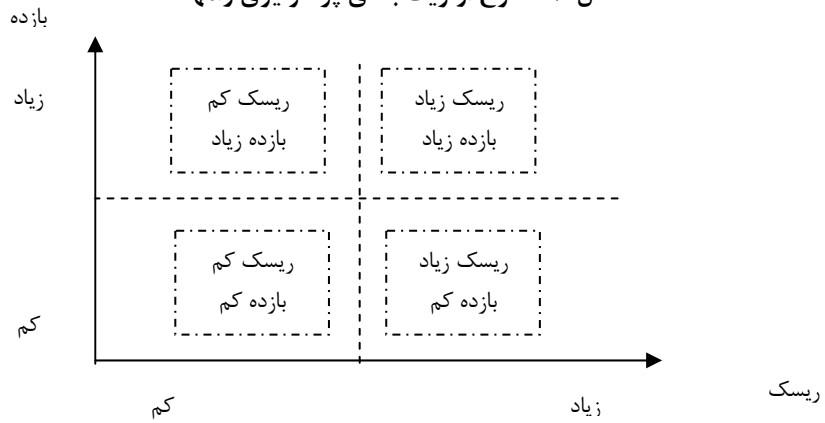 بازده
زیاد
ریسک کم
بازده زیاد
ریسک زیاد
بازده زیاد
ریسک کم
بازده کم
ریسک زیاد
بازده کم
کم
ریسک
کم
زیاد